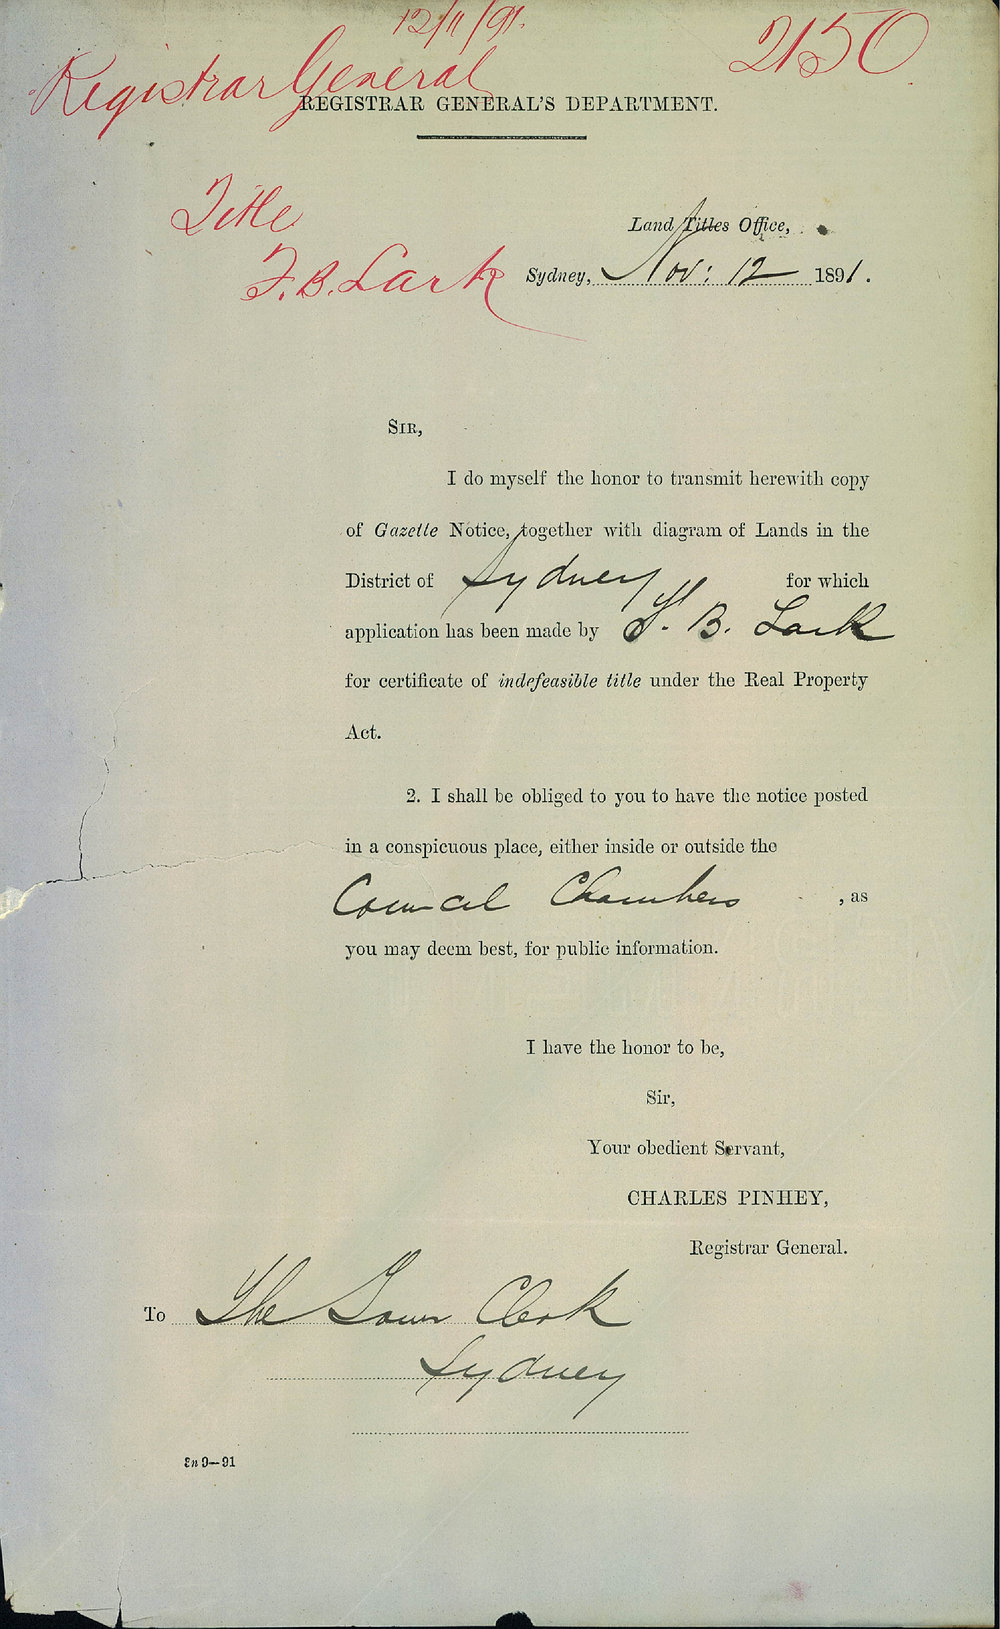 12/11/91.
2150
Registrar General
REGISTRAR GENERAL'S DEPARTMENT.
Title
F. B. Lark
Land Titles Office,
Sydney, Nov: 12 1891.
SIR,
I do myself the honor to transmit herewith copy
of Gazette Notice, together with diagram of Lands in the
District of Sydney for which
application has been made by F. B. Lark
for certificate of indefeasible title under the Real Property
Act.
2. I shall be obliged to you to have the notice posted
in a conspicuous place, either inside or outside the
Council Chambers , as
you may deem best, for public information.
I have the honor to be,
Sir,
Your obedient Servant,
CHARLES PINHEY,
Registrar General.
To The Town Clerk
Sydney
9—91